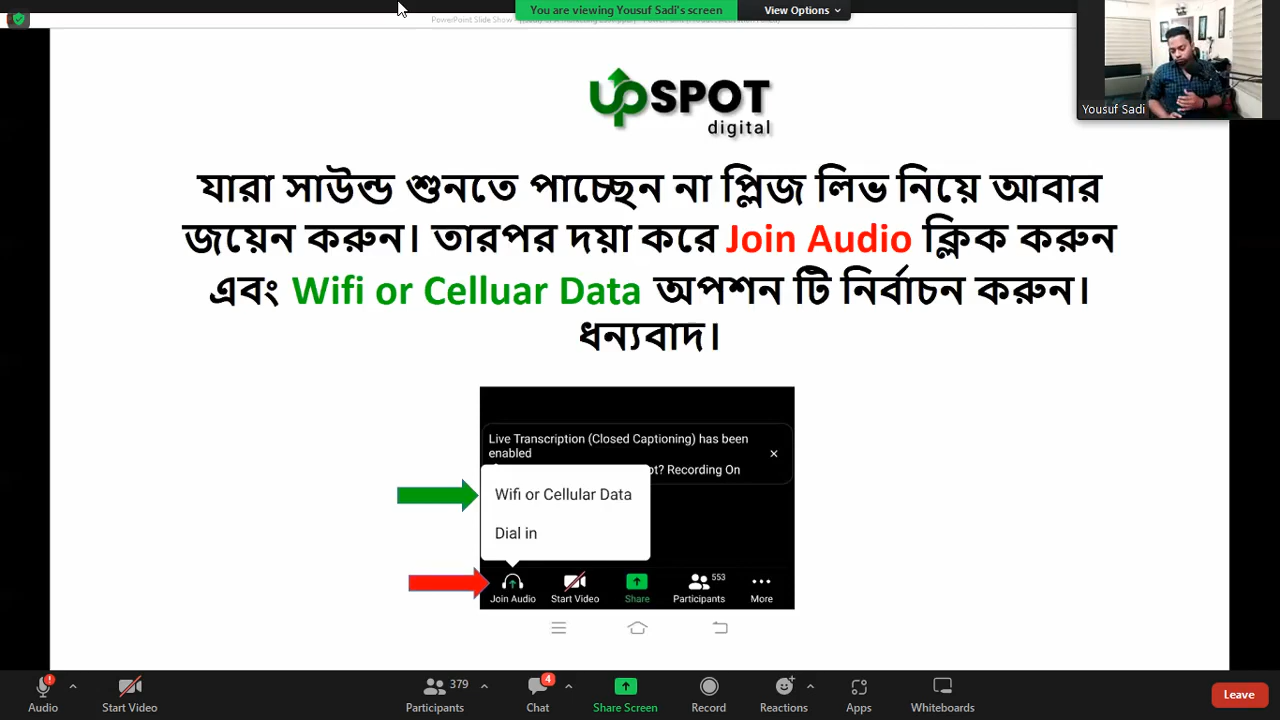 You are viewing Yousuf Sadi's screen
View Options
Yousuf Sadi
UPSPOT
digital
যারা সাউন্ড শুনতে পাচ্ছেন না প্লিজ লিভ নিয়ে আবার
জয়েন করুন। তারপর দয়া করে Join Audio ক্লিক করুন
এবং Wifi or Celluar Data অপশন টি নির্বাচন করুন।
ধন্যবাদ।
Live Transcription (Closed Captioning) has been
enabled
Recording On
Wifi or Cellular Data
Dial in
553
Join Audio Start Video Share Participants More
379 4
Audio Start Video Participants Chat Share Screen Record Reactions Apps Whiteboards Leave